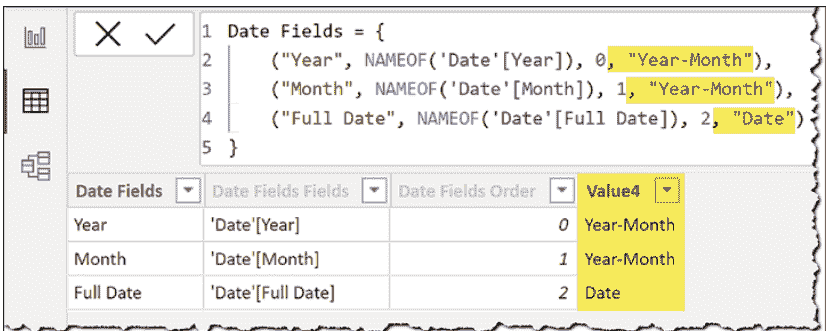 1 Date Fields = {
2 ("Year", NAMEOF('Date'[Year]), 0, "Year-Month"),
3 ("Month", NAMEOF('Date'[Month]), 1, "Year-Month"),
4 ("Full Date", NAMEOF('Date'[Full Date]), 2, "Date")
5 }
Date Fields Date Fields Fields Date Fields Order Value4
Year 'Date'[Year] 0 Year-Month
Month 'Date'[Month] 1 Year-Month
Full Date 'Date'[Full Date] 2 Date